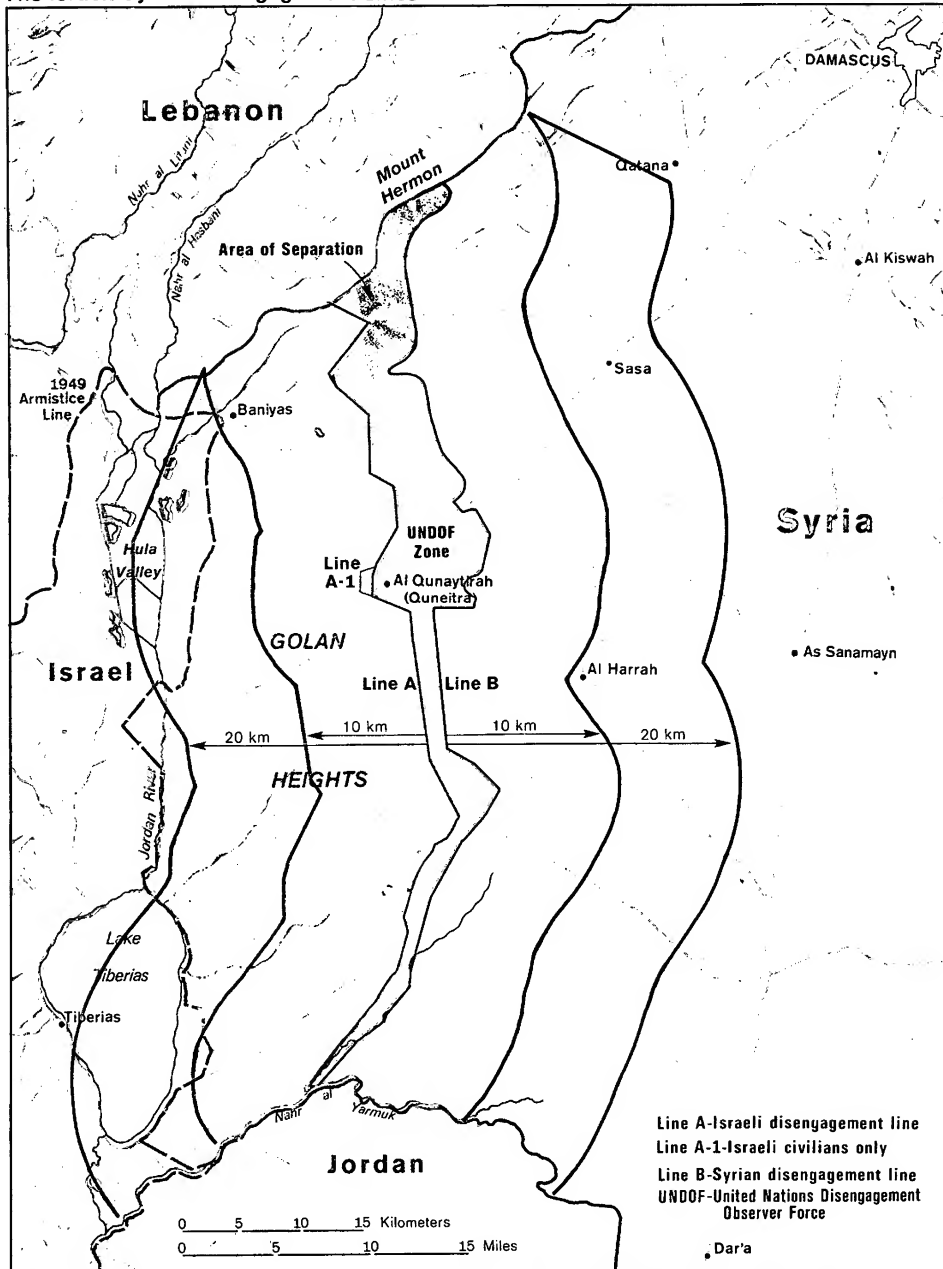 DAMASCUS
Lebanon
Nahr al Litani
Nahr al Hasbani
Mount
Hermon
Qatana
Area of Separation
Al Kiswah
Sasa
1949
Armistice
Line
Baniyas
Syria
UNDOF
Zone
Hula
Valley
Line
A-1
Al Qunaytirah
(Quneitra)
GOLAN
Israel
As Sanamayn
Al Harrah
Line A
Line B
20 km
10 km
10 km
20 km
HEIGHTS
Jordan River
Lake
Tiberias
Tiberias
Nahr al Yarmuk
Jordan
Line A-Israeli disenyagement line
Line A-1-Israeli civilians only
Line B-Syrian disengagement line
UNDOF-United Nations Disengagement
Observer Force
0 5 10 15 Kilometers
0 5 10 15 Miles
Dar'a